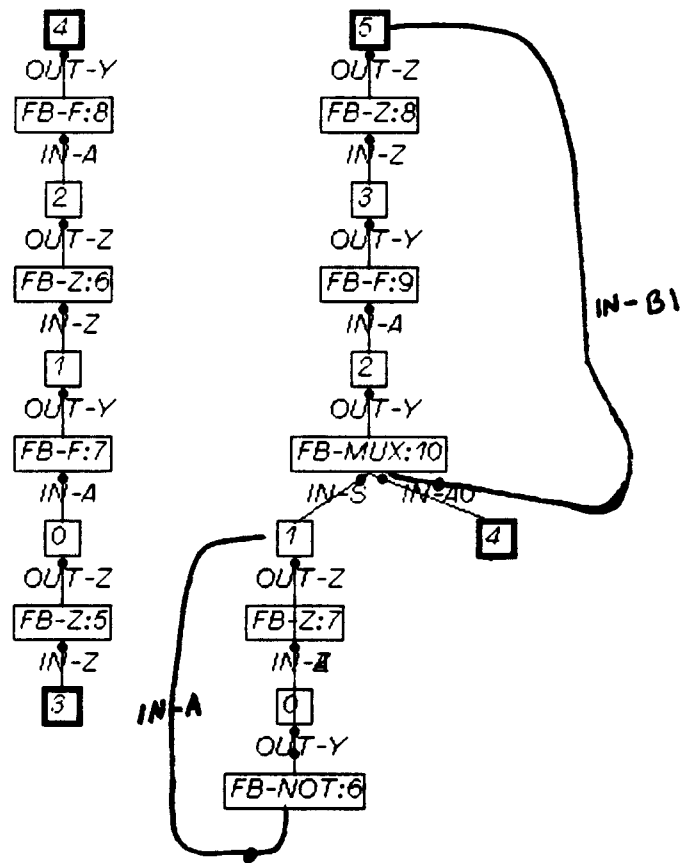 4
OUT-Y
FB-F:8
IN-A
2
OUT-Z
FB-Z:6
IN-Z
1
OUT-Y
FB-F:7
IN-A
0
OUT-Z
FB-Z:5
IN-Z
3
5
OUT-Z
FB-Z:8
IN-Z
3
OUT-Y
FB-F:9
IN-A
2
OUT-Y
FB-MUX:10
IN-S IN-A0
1 4
OUT-Z
FB-Z:7
IN-Z
0
OUT-Y
FB-NOT:6
IN-A
IN-B1